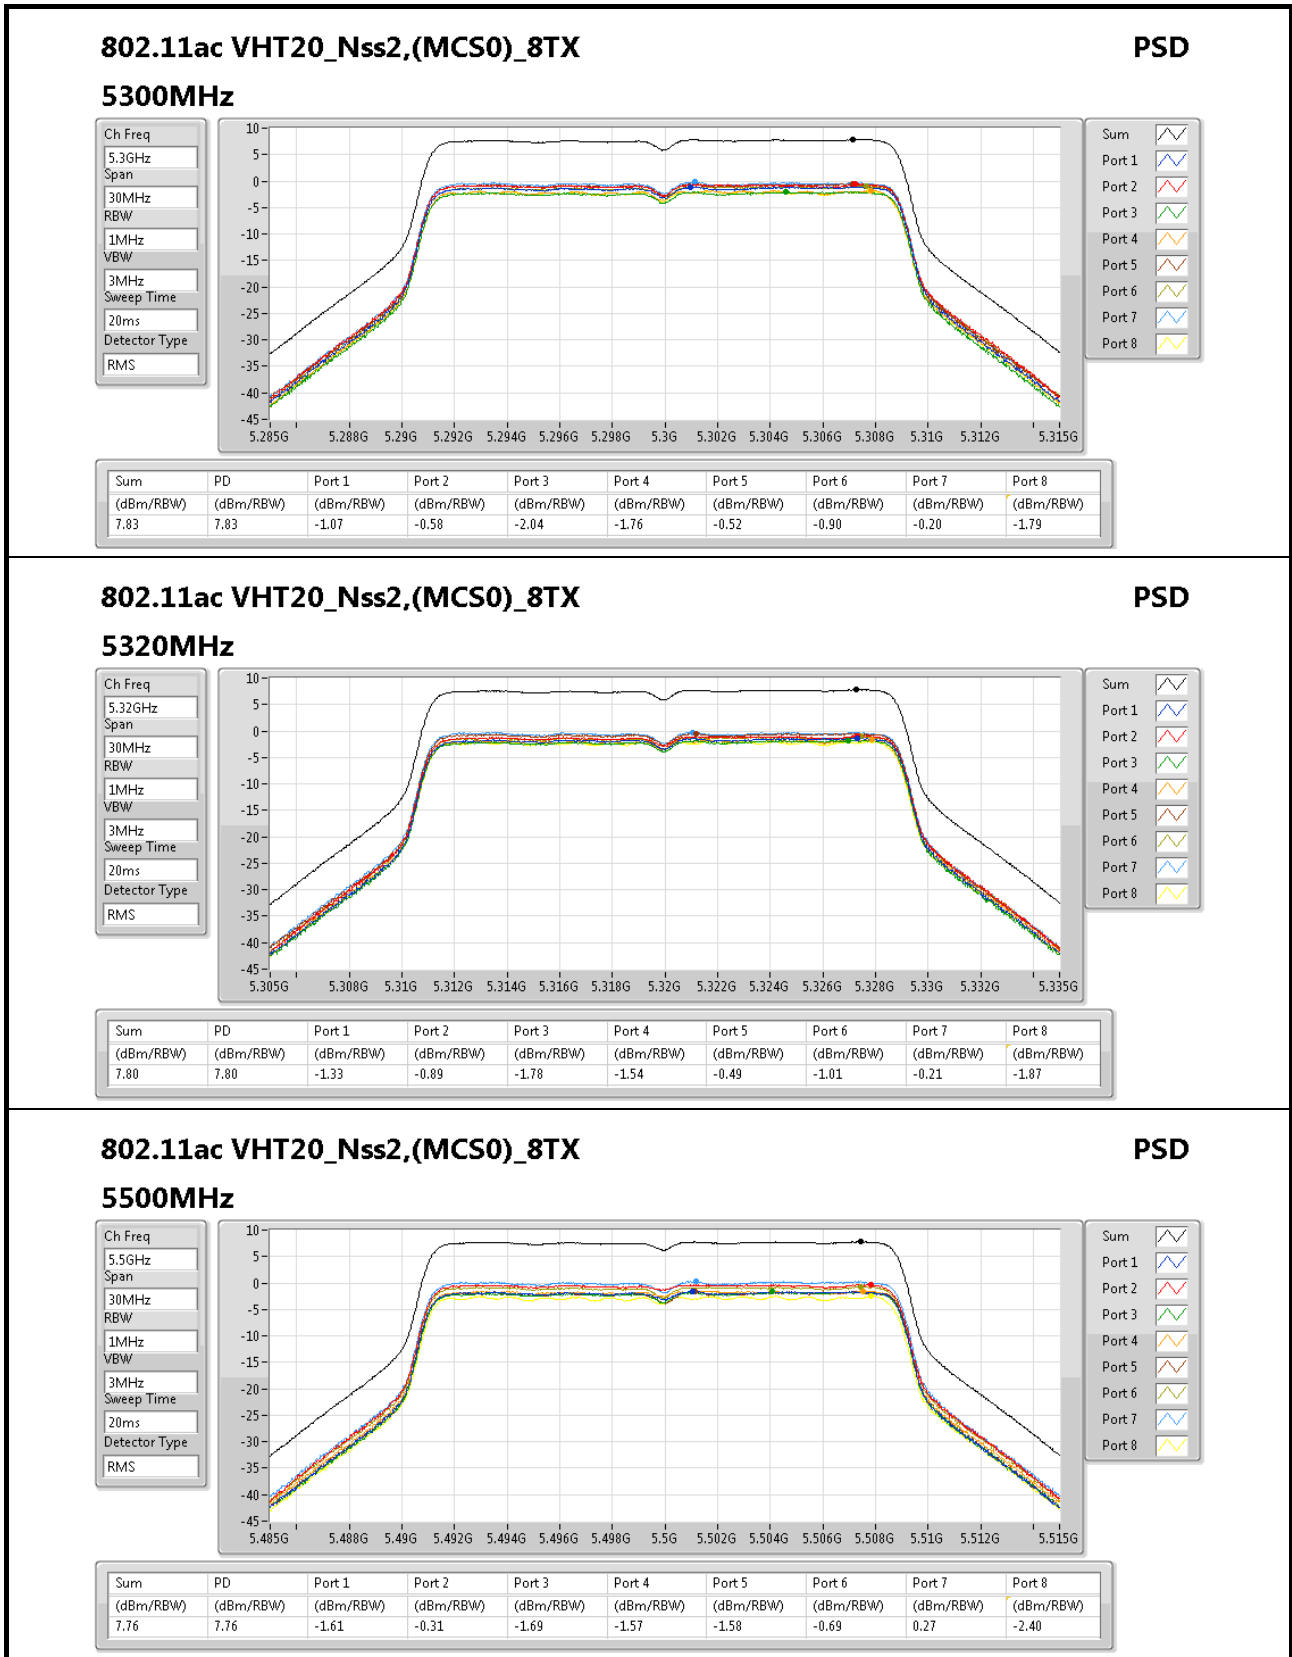 802.11ac VHT20_Nss2,(MCS0)_8TX PSD
5300MHz
Ch Freq
5.3GHz
Span
30MHz
RBW
1MHz
VBW
3MHz
Sweep Time
20ms
Detector Type
RMS
10
5
0
-5
-10
-15
-20
-25
-30
-35
-40
-45
5.285G 5.288G 5.29G 5.292G 5.294G 5.296G 5.298G 5.3G 5.302G 5.304G 5.306G 5.308G 5.31G 5.312G 5.315G
Sum
Port 1
Port 2
Port 3
Port 4
Port 5
Port 6
Port 7
Port 8
Sum PD Port 1 Port 2 Port 3 Port 4 Port 5 Port 6 Port 7 Port 8
(dBm/RBW) (dBm/RBW) (dBm/RBW) (dBm/RBW) (dBm/RBW) (dBm/RBW) (dBm/RBW) (dBm/RBW) (dBm/RBW) (dBm/RBW)
7.83 7.83 -1.07 -0.58 -2.04 -1.76 -0.52 -0.90 -0.20 -1.79
802.11ac VHT20_Nss2,(MCS0)_8TX PSD
5320MHz
Ch Freq
5.32GHz
Span
30MHz
RBW
1MHz
VBW
3MHz
Sweep Time
20ms
Detector Type
RMS
10
5
0
-5
-10
-15
-20
-25
-30
-35
-40
-45
5.305G 5.308G 5.31G 5.312G 5.314G 5.316G 5.318G 5.32G 5.322G 5.324G 5.326G 5.328G 5.33G 5.332G 5.335G
Sum
Port 1
Port 2
Port 3
Port 4
Port 5
Port 6
Port 7
Port 8
Sum PD Port 1 Port 2 Port 3 Port 4 Port 5 Port 6 Port 7 Port 8
(dBm/RBW) (dBm/RBW) (dBm/RBW) (dBm/RBW) (dBm/RBW) (dBm/RBW) (dBm/RBW) (dBm/RBW) (dBm/RBW) (dBm/RBW)
7.80 7.80 -1.33 -0.89 -1.78 -1.54 -0.49 -1.01 -0.21 -1.87
802.11ac VHT20_Nss2,(MCS0)_8TX PSD
5500MHz
Ch Freq
5.5GHz
Span
30MHz
RBW
1MHz
VBW
3MHz
Sweep Time
20ms
Detector Type
RMS
10
5
0
-5
-10
-15
-20
-25
-30
-35
-40
-45
5.485G 5.488G 5.49G 5.492G 5.494G 5.496G 5.498G 5.5G 5.502G 5.504G 5.506G 5.508G 5.51G 5.512G 5.515G
Sum
Port 1
Port 2
Port 3
Port 4
Port 5
Port 6
Port 7
Port 8
Sum PD Port 1 Port 2 Port 3 Port 4 Port 5 Port 6 Port 7 Port 8
(dBm/RBW) (dBm/RBW) (dBm/RBW) (dBm/RBW) (dBm/RBW) (dBm/RBW) (dBm/RBW) (dBm/RBW) (dBm/RBW) (dBm/RBW)
7.76 7.76 -1.61 -0.31 -1.69 -1.57 -1.58 -0.69 0.27 -2.40